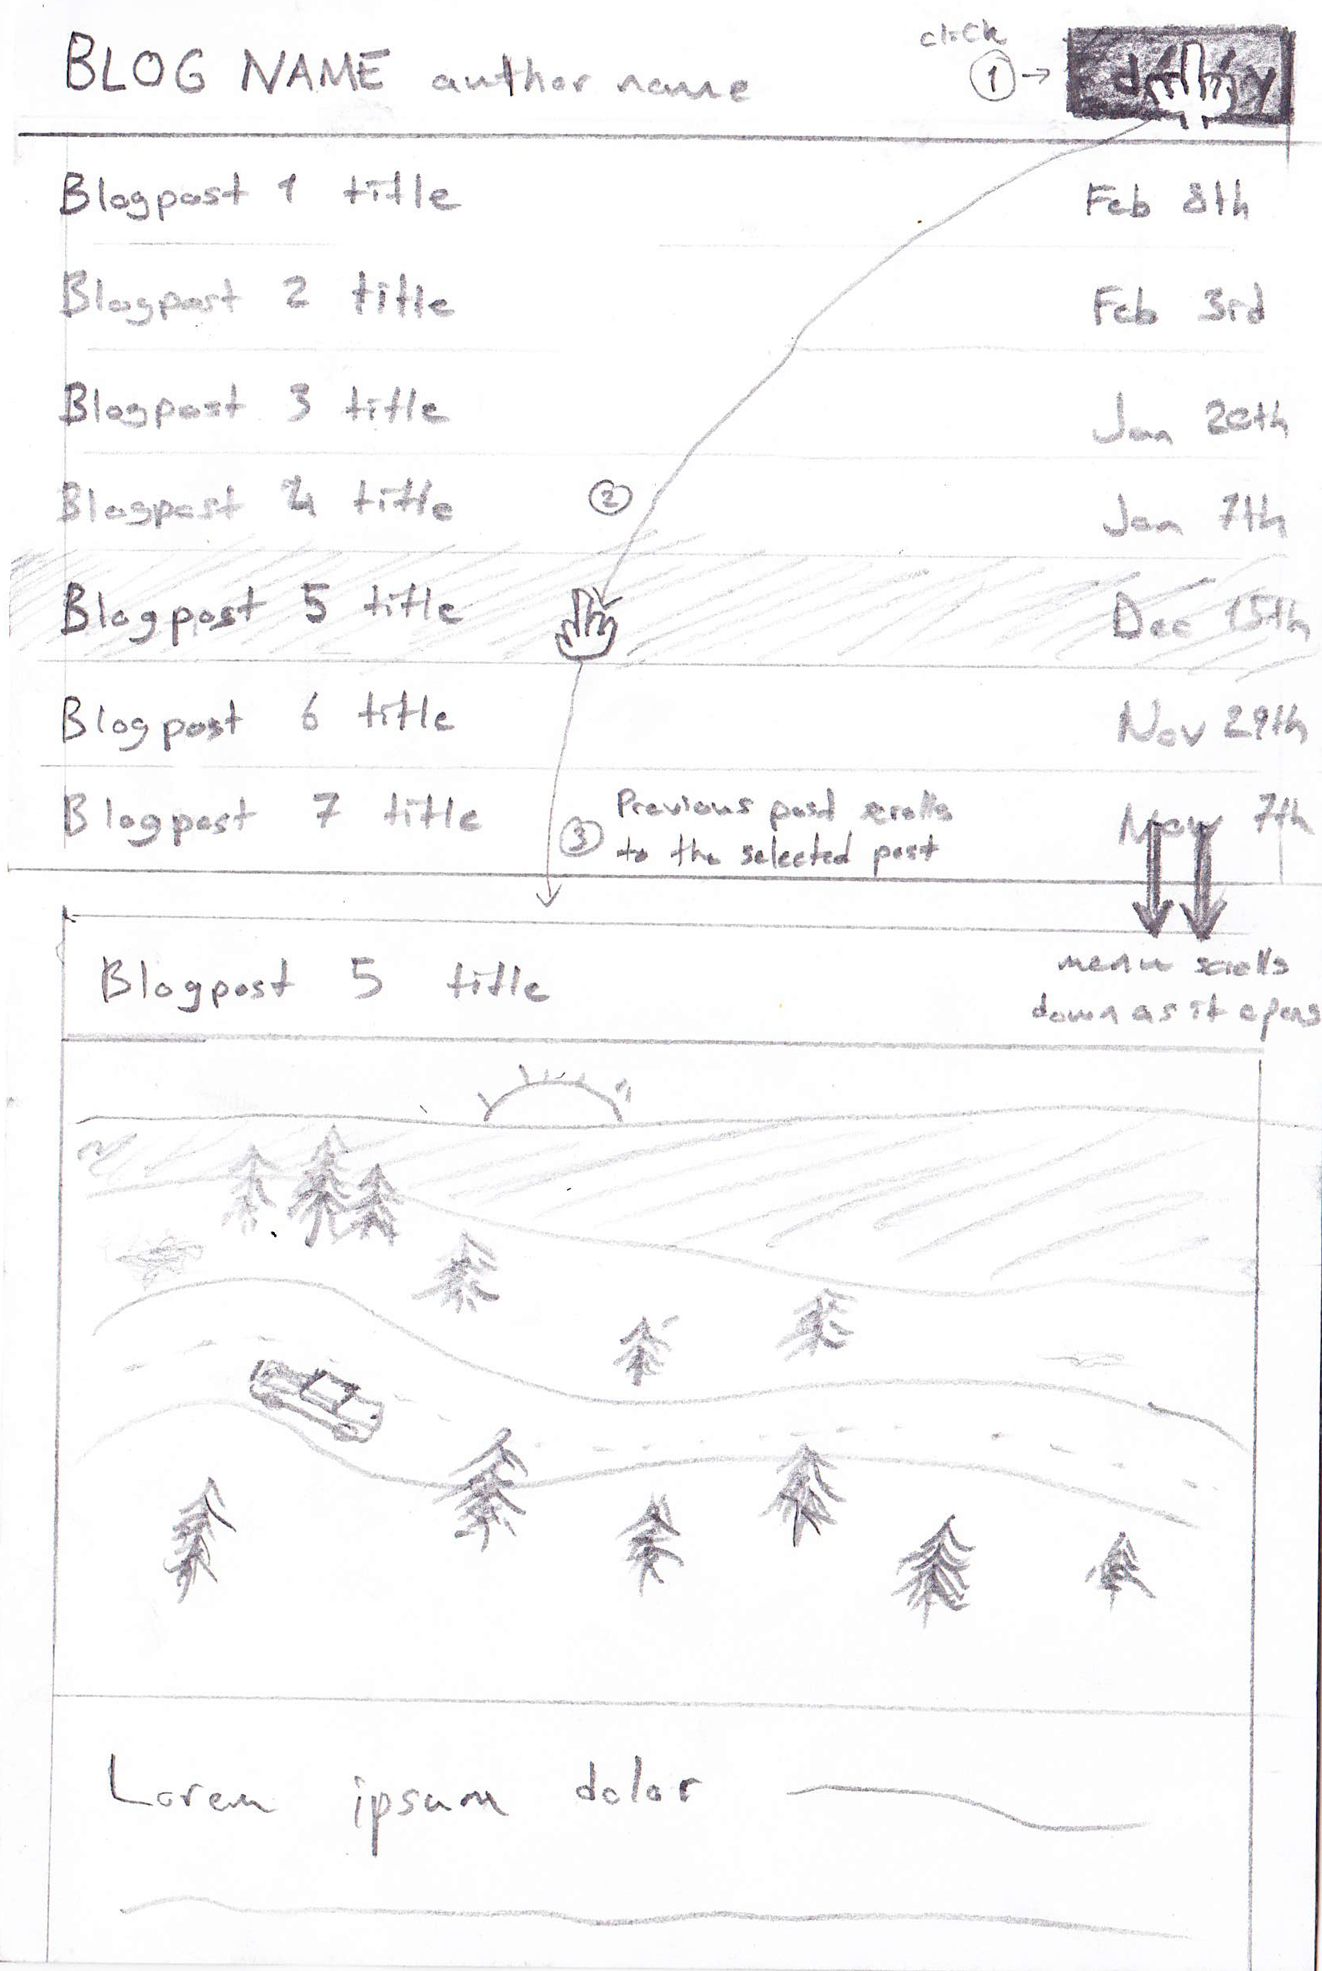 BLOG NAME author name
click
1
Blogpost 1 title Feb 8th
Blogpost 2 title Feb 3rd
Blogpost 3 title Jan 20th
Blogpost 4 title Jan 7th
2
Blogpost 5 title Dec 15th
Blogpost 6 title Nov 29th
Blogpost 7 title 7th
3 Previous post scrolls
to the selected post
menu scrolls
down as it opens
Blogpost 5 title
Lorem ipsum dolor